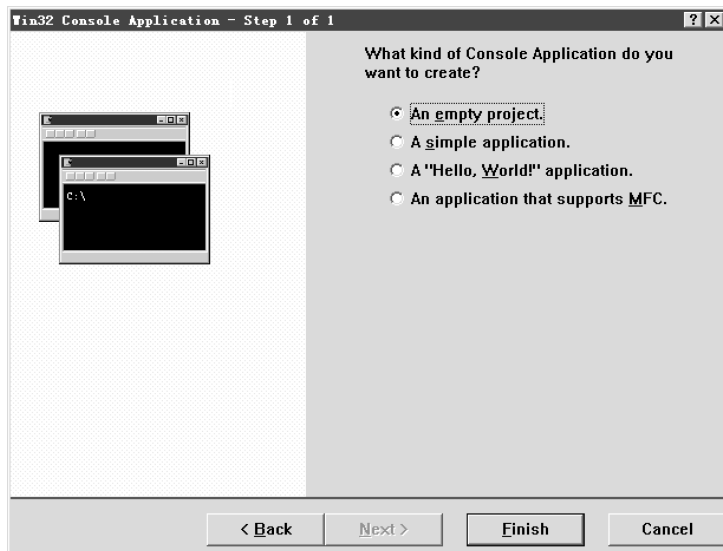 Win32 Console Application - Step 1 of 1
What kind of Console Application do you
want to create?
An empty project.
A simple application.
A "Hello, World!" application.
An application that supports MFC.
C:\
< Back
Next >
Finish
Cancel